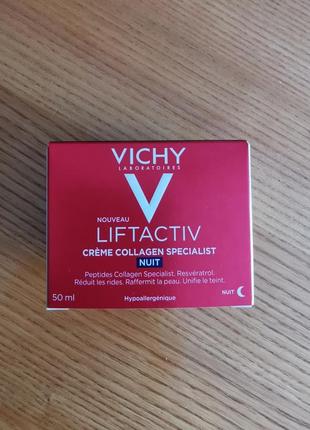 VICHY
LABORATOIRES
NOUVEAU
LIFTACTIV
CRÈME COLLAGEN SPECIALIST
NUIT
Peptides Collagen Specialist. Resvératrol.
Réduit les rides. Raffermit la peau. Unifie le teint.
50 ml
Hypoallergénique
NUIT